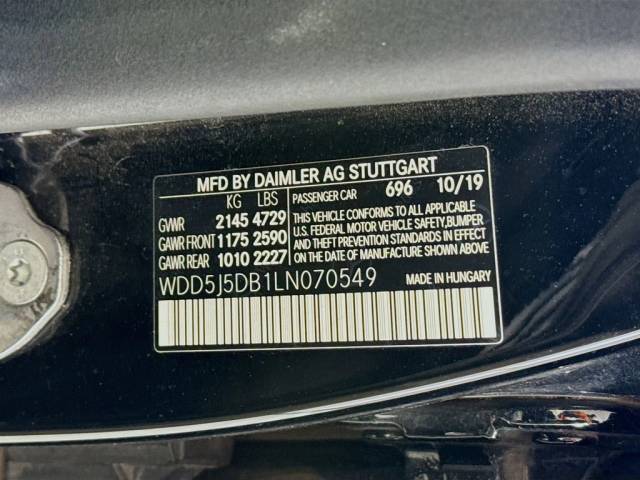 MFD BY DAIMLER AG STUTTGART
KG LBS
GVWR 2145 4729
GAWR FRONT 1175 2590
GAWR REAR 1010 2227
PASSENGER CAR 696 10/19
THIS VEHICLE CONFORMS TO ALL APPLICABLE
U.S. FEDERAL MOTOR VEHICLE SAFETY, BUMPER
AND THEFT PREVENTION STANDARDS IN EFFECT
ON THE DATE OF MANUFACTURE SHOWN ABOVE
WDD5J5DB1LN070549 MADE IN HUNGARY